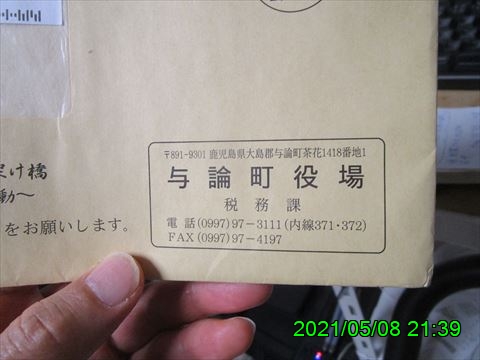 け橋
動〜
をお願いします。
〒891-9301 鹿児島県大島郡与論町茶花1418番地1
与論町役場
税務課
電話(0997)97-3111(内線371·372)
FAX(0997)97-4197
2021/05/08 21:39